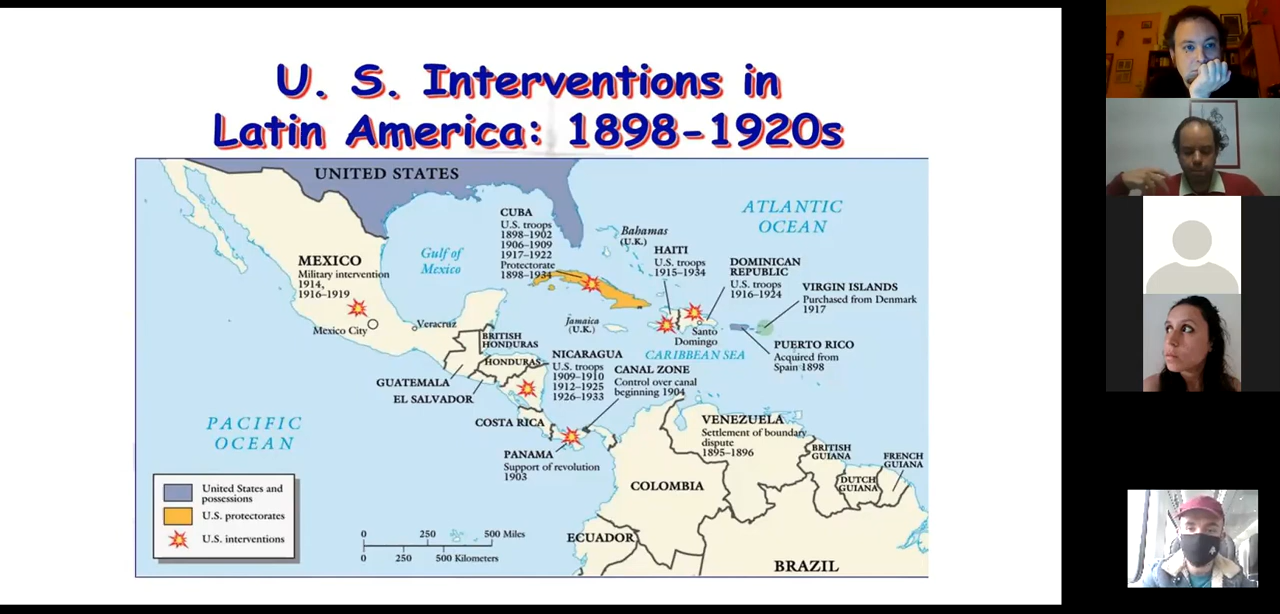 U. S. Interventions in
Latin America: 1898-1920s
UNITED STATES
ATLANTIC
OCEAN
CUBA
U.S. troops
1898–1902
1906–1909
1917–1922
Protectorate
1898–1934
Bahamas
(U.K.)
Gulf of
Mexico
HAITI
U.S. troops
1915–1934
MEXICO
Military intervention
1914,
1916–1919
DOMINICAN
REPUBLIC
U.S. troops
1916–1924
VIRGIN ISLANDS
Purchased from Denmark
1917
Mexico City
Veracruz
Jamaica
(U.K.)
Santo
Domingo
BRITISH
HONDURAS
CARIBBEAN SEA
PUERTO RICO
Acquired from
Spain 1898
HONDURAS
NICARAGUA
U.S. troops
1909–1910
1912–1925
1926–1933
CANAL ZONE
Control over canal
beginning 1904
GUATEMALA
EL SALVADOR
PACIFIC
OCEAN
COSTA RICA
VENEZUELA
Settlement of boundary
dispute
1895–1896
PANAMA
Support of revolution
1903
BRITISH
GUIANA
FRENCH
GUIANA
DUTCH
GUIANA
COLOMBIA
United States and
possessions
U.S. protectorates
U.S. interventions
0 250 500 Miles
0 250 500 Kilometers
ECUADOR
BRAZIL